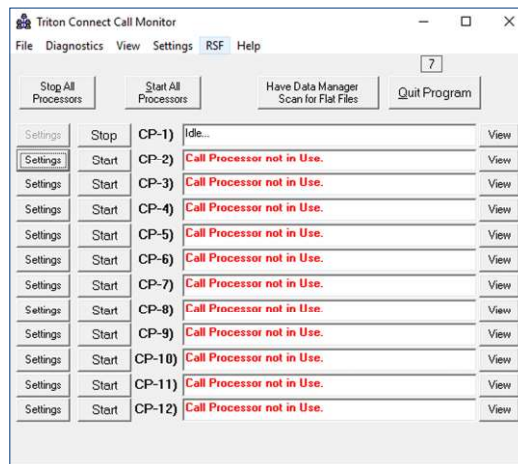 Triton Connect Call Monitor
File Diagnostics View Settings RSF Help
7
Stop All Processors
Start All Processors
Have Data Manager Scan for Flat Files
Quit Program
Settings Stop CP-1) Idle... View
Settings Start CP-2) Call Processor not in Use. View
Settings Start CP-3) Call Processor not in Use. View
Settings Start CP-4) Call Processor not in Use. View
Settings Start CP-5) Call Processor not in Use. View
Settings Start CP-6) Call Processor not in Use. View
Settings Start CP-7) Call Processor not in Use. View
Settings Start CP-8) Call Processor not in Use. View
Settings Start CP-9) Call Processor not in Use. View
Settings Start CP-10) Call Processor not in Use. View
Settings Start CP-11) Call Processor not in Use. View
Settings Start CP-12) Call Processor not in Use. View